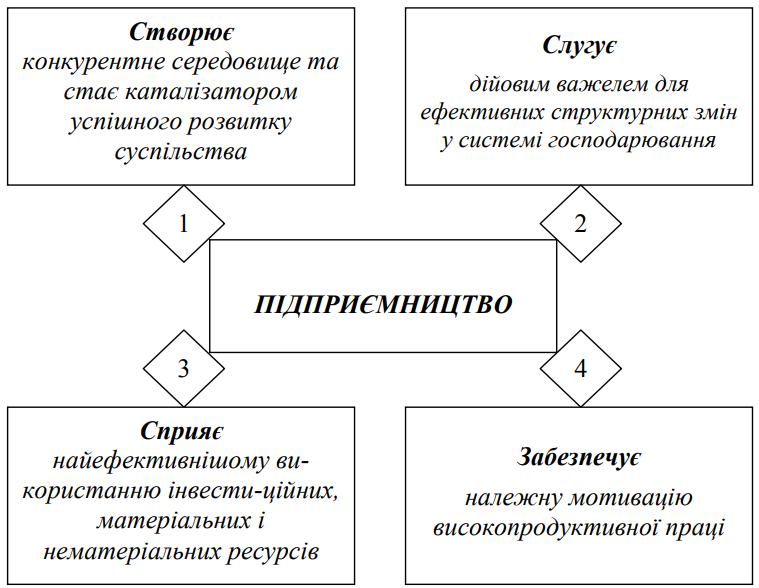 Створює
конкурентне середовище та
стає каталізатором
успішного розвитку
суспільства
Слугує
дійовим важелем для
ефективних структурних змін
у системі господарювання
1
2
ПІДПРИЄМНИЦТВО
3
4
Сприяє
найефективнішому ви-
користанню інвести-ційних,
матеріальних і
нематеріальних ресурсів
Забезпечує
належну мотивацію
високопродуктивної праці